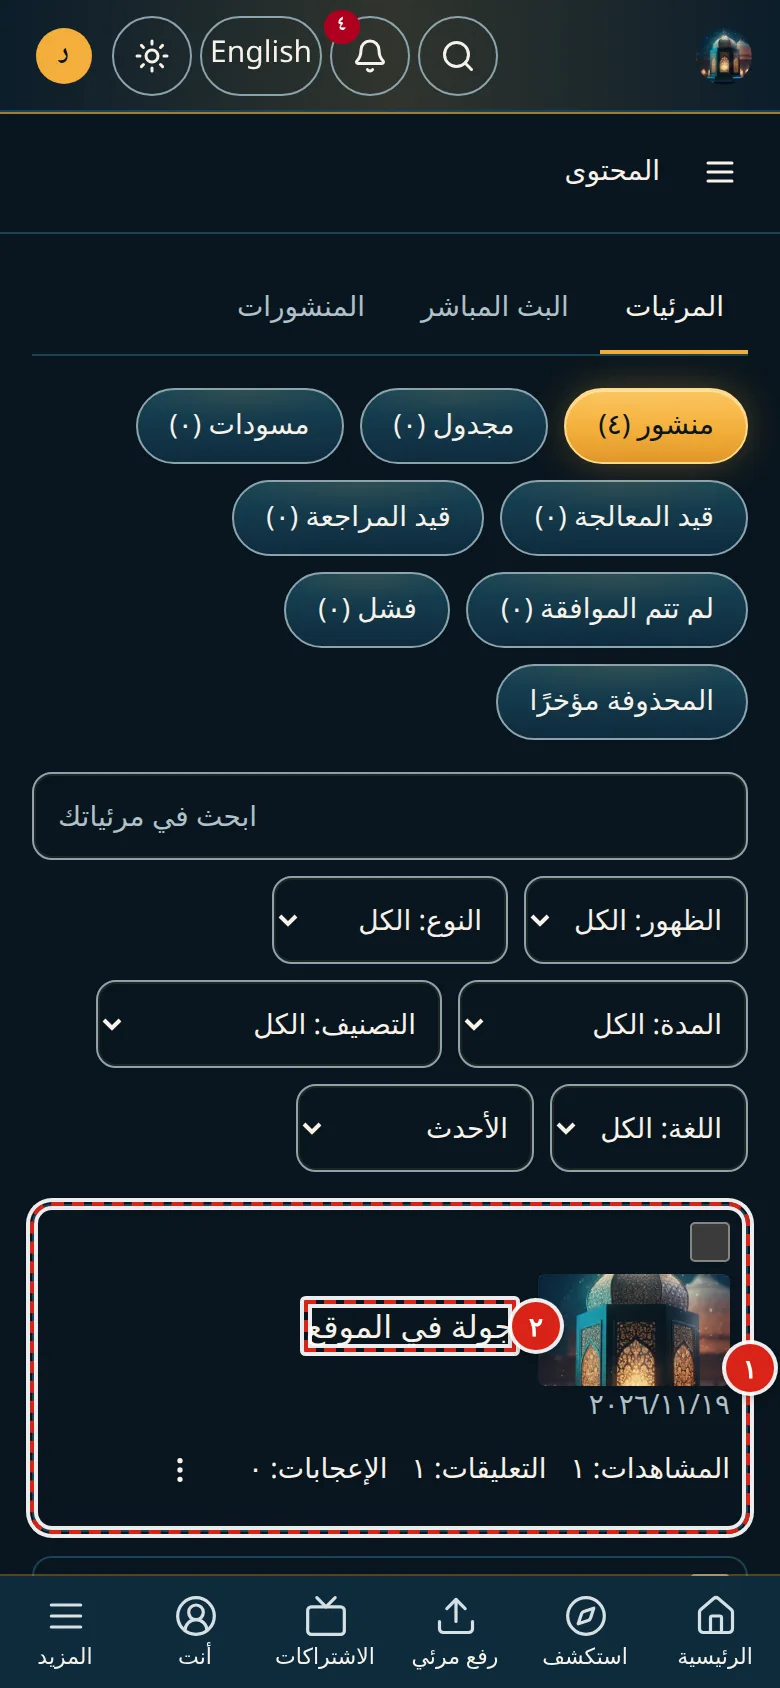 English
٤
ر
المحتوى
المرئيات
البث المباشر
المنشورات
منشور (٤)
مجدول (٠)
مسودات (٠)
قيد المعالجة (٠)
قيد المراجعة (٠)
لم تتم الموافقة (٠)
فشل (٠)
المحذوفة مؤخرًا
ابحث في مرئياتك
الظهور: الكل
النوع: الكل
المدة: الكل
التصنيف: الكل
اللغة: الكل
الأحدث
جولة في الموقع
٢
١
٢٠٢٦/١١/١٩
المشاهدات: ١
التعليقات: ١
الإعجابات: ٠
الرئيسية
استكشف
رفع مرئي
الاشتراكات
أنت
المزيد